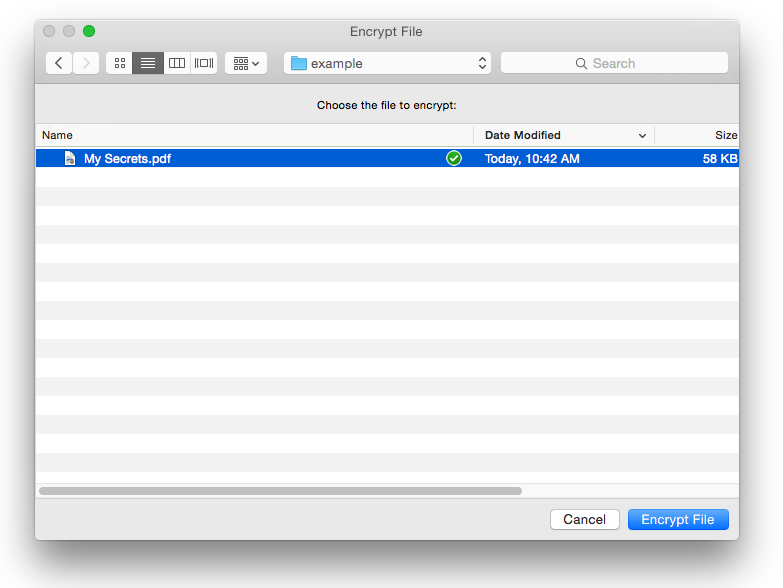 Encrypt File
example
Search
Choose the file to encrypt:
Name Date Modified Size
My Secrets.pdf Today, 10:42 AM 58 KB
Cancel Encrypt File